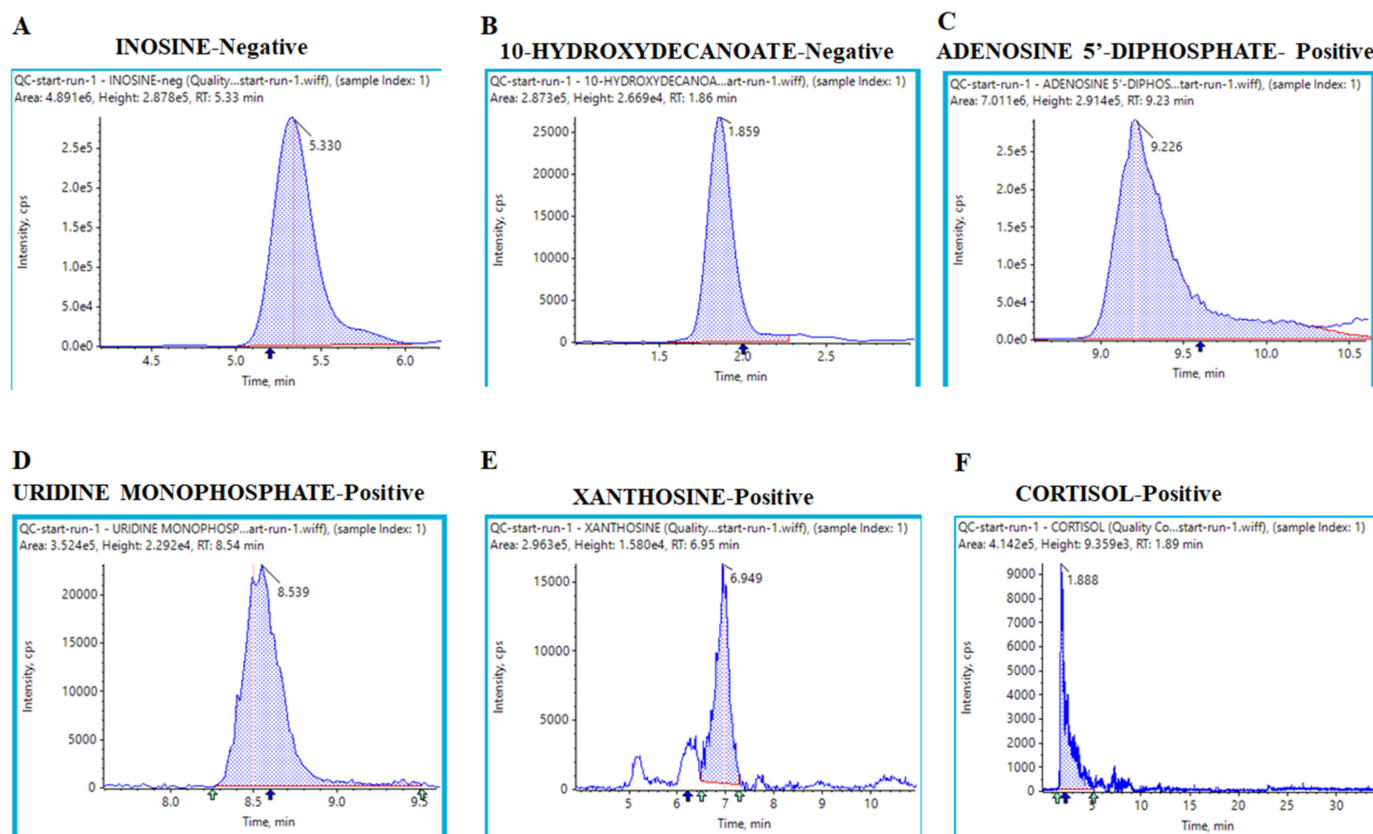 A
INOSINE-Negative
QC-start-run-1 - INOSINE-neg (Quality...start-run-1.wiff), (sample Index: 1)
Area: 4.891e6, Height: 2.878e5, RT: 5.33 min
5.330
2.5e5
2.0e5
1.5e5
1.0e5
5.0e4
0.0e0
Intensity, cps
4.5 5.0 5.5 6.0
Time, min
B
10-HYDROXYDECANOATE-Negative
QC-start-run-1 - 10-HYDROXYDECANOA...art-run-1.wiff), (sample Index: 1)
Area: 2.873e5, Height: 2.669e4, RT: 1.86 min
1.859
25000
20000
15000
10000
5000
0
Intensity, cps
1.5 2.0 2.5
Time, min
C
ADENOSINE 5’-DIPHOSPHATE- Positive
QC-start-run-1 - ADENOSINE 5'-DIPHOS...tart-run-1.wiff), (sample Index: 1)
Area: 7.011e6, Height: 2.914e5, RT: 9.23 min
9.226
2.5e5
2.0e5
1.5e5
1.0e5
5.0e4
0.0e0
Intensity, cps
9.0 9.5 10.0 10.5
Time, min
D
URIDINE MONOPHOSPHATE-Positive
QC-start-run-1 - URIDINE MONOPHOSP...art-run-1.wiff), (sample Index: 1)
Area: 3.524e5, Height: 2.292e4, RT: 8.54 min
8.539
20000
15000
10000
5000
0
Intensity, cps
8.0 8.5 9.0 9.5
Time, min
E
XANTHOSINE-Positive
QC-start-run-1 - XANTHOSINE (Quality...start-run-1.wiff), (sample Index: 1)
Area: 2.963e5, Height: 1.580e4, RT: 6.95 min
6.949
15000
10000
5000
0
Intensity, cps
5 6 7 8 9 10
Time, min
F
CORTISOL-Positive
QC-start-run-1 - CORTISOL (Quality Co...start-run-1.wiff), (sample Index: 1)
Area: 4.142e5, Height: 9.359e3, RT: 1.89 min
1.888
9000
8000
7000
6000
5000
4000
3000
2000
1000
0
Intensity, cps
5 10 15 20 25 30
Time, min